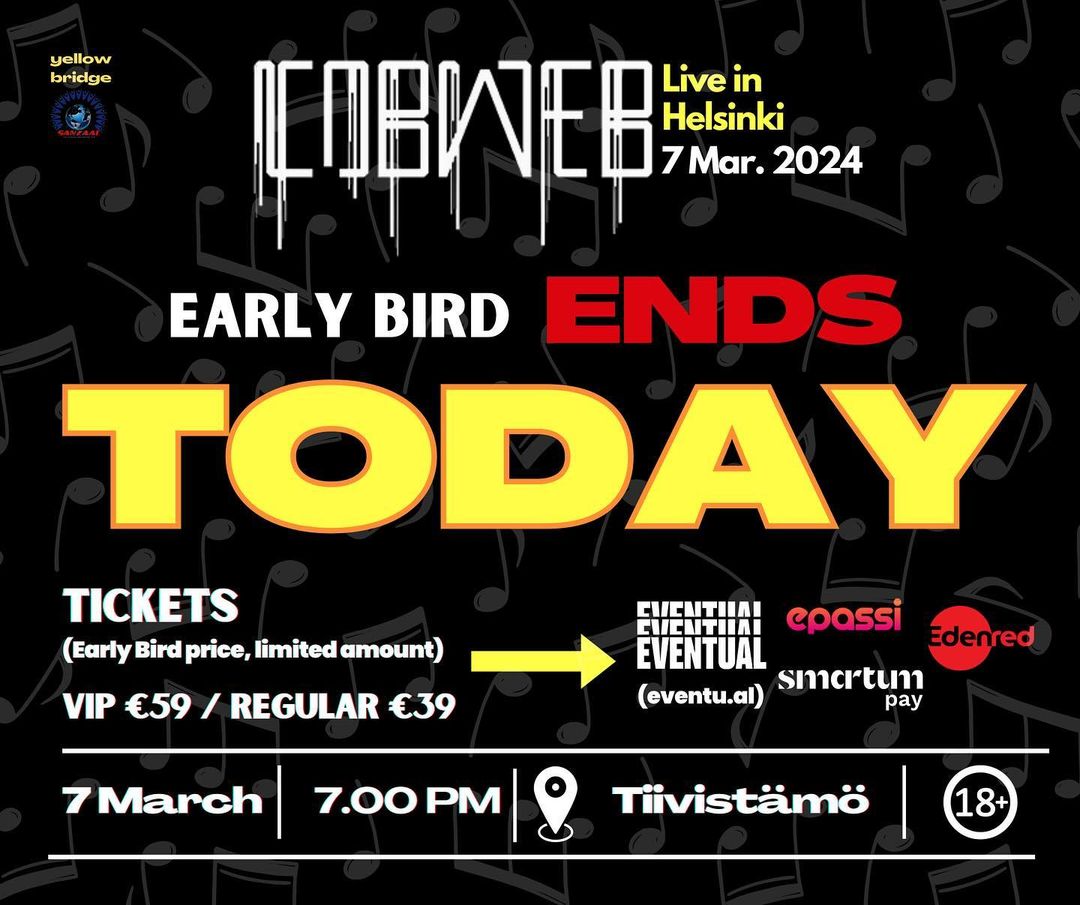 yellow
bridge
SANZAAL
COBWEB
Live in
Helsinki
7 Mar. 2024
EARLY BIRD ENDS
TODAY
TICKETS
(Early Bird price, limited amount)
VIP €59 / REGULAR €39
EVENTUAL
EVENTUAL
EVENTUAL
(eventu.al)
epassi
Edenred
smartum
pay
7 March
7.00 PM
Tiivistämö
18+